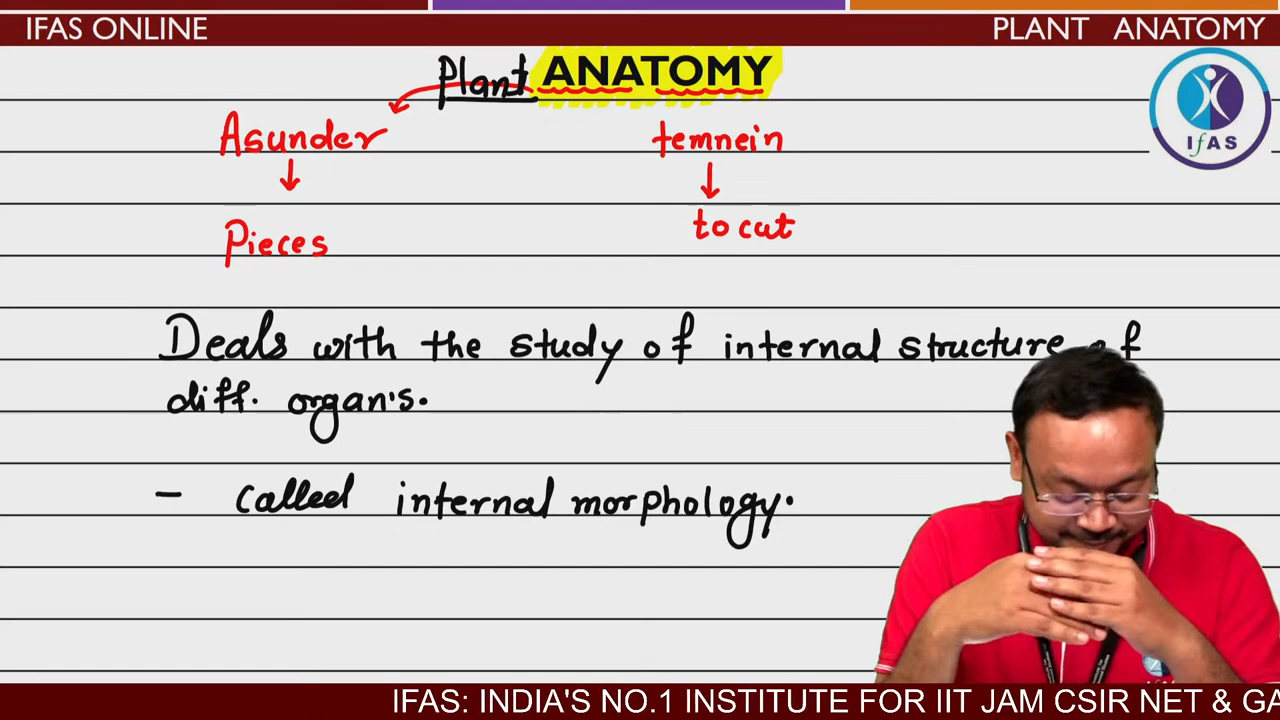 IFAS ONLINE
PLANT ANATOMY
Plant ANATOMY
Asunder temnein
Pieces to cut
IfAS
Deals with the study of internal structure of
diff. organ's.
- called internal morphology.
IFAS: INDIA'S NO.1 INSTITUTE FOR IIT JAM CSIR NET & GA